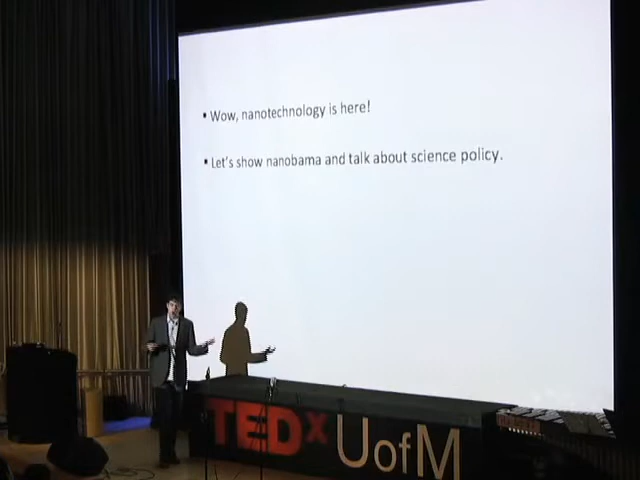 • Wow, nanotechnology is here!
• Let's show nanobama and talk about science policy.
TEDx UofM